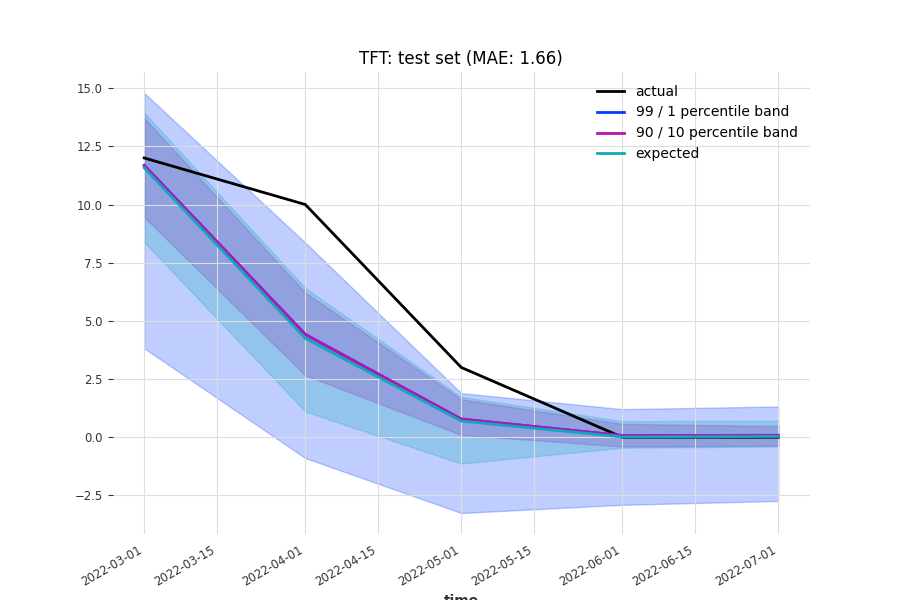 TFT: test set (MAE: 1.66)
actual
99 / 1 percentile band
90 / 10 percentile band
expected
15.0
12.5
10.0
7.5
5.0
2.5
0.0
−2.5
2022-03-01
2022-03-15
2022-04-01
2022-04-15
2022-05-01
2022-05-15
2022-06-01
2022-06-15
2022-07-01
time